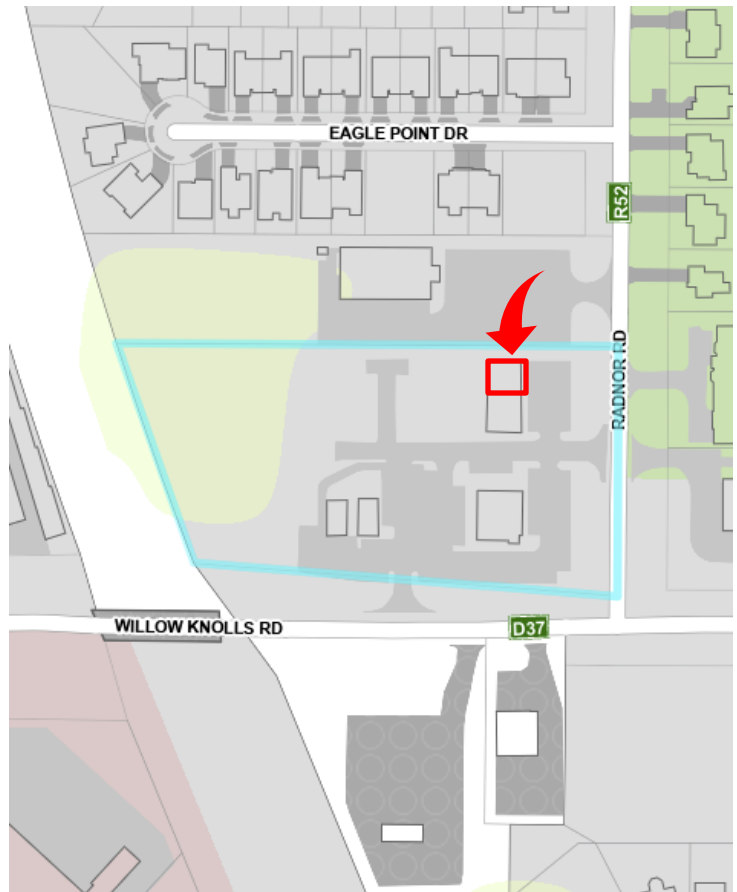 EAGLE POINT DR
R52
RADNOR RD
WILLOW KNOLLS RD
D37